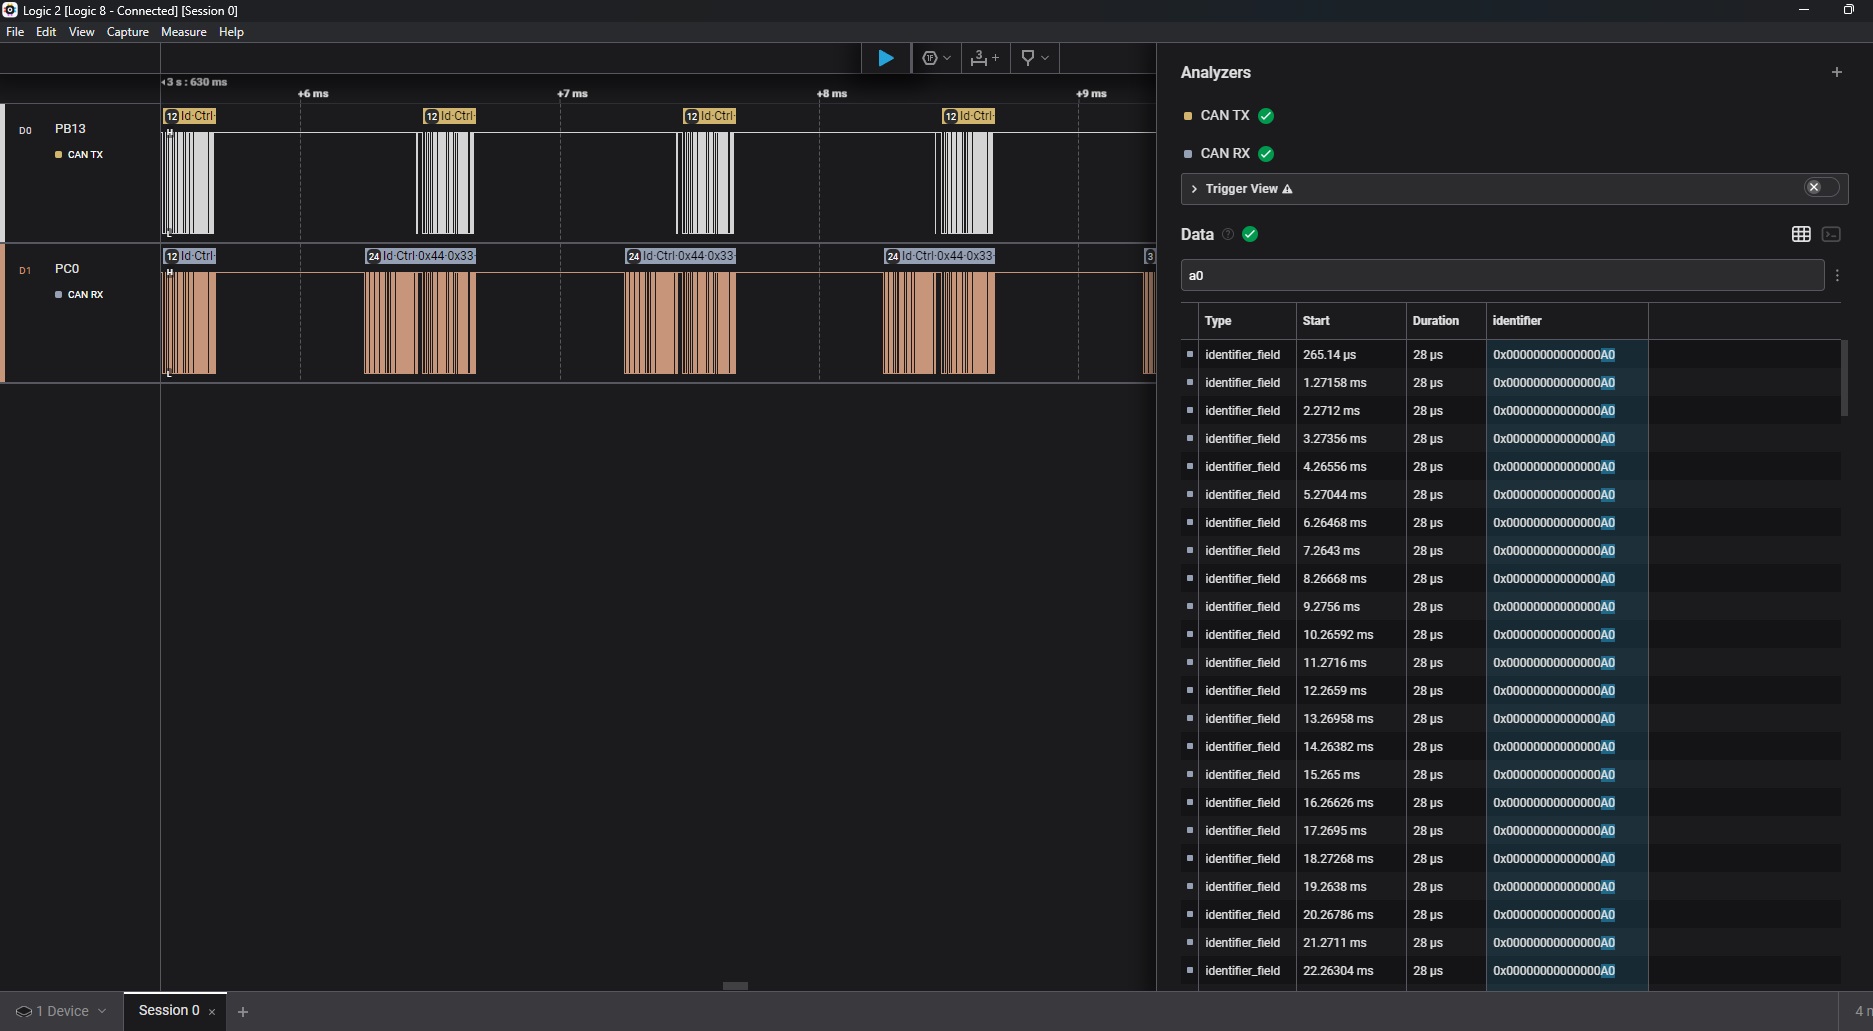 Logic 2 [Logic 8 - Connected] [Session 0]
File Edit View Capture Measure Help
3 s : 630 ms
+6 ms +7 ms +8 ms +9 ms
D0 PB13
CAN TX
12 Id·Ctrl· 12 Id·Ctrl· 12 Id·Ctrl· 12 Id·Ctrl·
H
L
D1 PC0
CAN RX
12 Id·Ctrl· 24 Id·Ctrl·0x44·0x33· 24 Id·Ctrl·0x44·0x33· 24 Id·Ctrl·0x44·0x33· 3
H
L
1F 3 +
Analyzers +
CAN TX
CAN RX
Trigger View
Data
a0
Type Start Duration identifier
identifier_field 265.14 µs 28 µs 0x00000000000000A0
identifier_field 1.27158 ms 28 µs 0x00000000000000A0
identifier_field 2.2712 ms 28 µs 0x00000000000000A0
identifier_field 3.27356 ms 28 µs 0x00000000000000A0
identifier_field 4.26556 ms 28 µs 0x00000000000000A0
identifier_field 5.27044 ms 28 µs 0x00000000000000A0
identifier_field 6.26468 ms 28 µs 0x00000000000000A0
identifier_field 7.2643 ms 28 µs 0x00000000000000A0
identifier_field 8.26668 ms 28 µs 0x00000000000000A0
identifier_field 9.2756 ms 28 µs 0x00000000000000A0
identifier_field 10.26592 ms 28 µs 0x00000000000000A0
identifier_field 11.2716 ms 28 µs 0x00000000000000A0
identifier_field 12.2659 ms 28 µs 0x00000000000000A0
identifier_field 13.26958 ms 28 µs 0x00000000000000A0
identifier_field 14.26382 ms 28 µs 0x00000000000000A0
identifier_field 15.265 ms 28 µs 0x00000000000000A0
identifier_field 16.26626 ms 28 µs 0x00000000000000A0
identifier_field 17.2695 ms 28 µs 0x00000000000000A0
identifier_field 18.27268 ms 28 µs 0x00000000000000A0
identifier_field 19.2638 ms 28 µs 0x00000000000000A0
identifier_field 20.26786 ms 28 µs 0x00000000000000A0
identifier_field 21.2711 ms 28 µs 0x00000000000000A0
identifier_field 22.26304 ms 28 µs 0x00000000000000A0
1 Device Session 0 × + 4